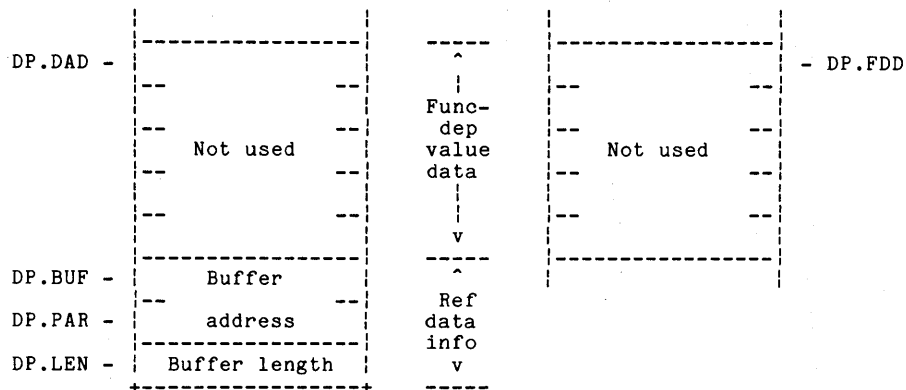 DP.DAD - - DP.FDD
Func-
dep
Not used value Not used
data
v
DP.BUF - Buffer
Ref
DP.PAR - address data
info
DP.LEN - Buffer length v